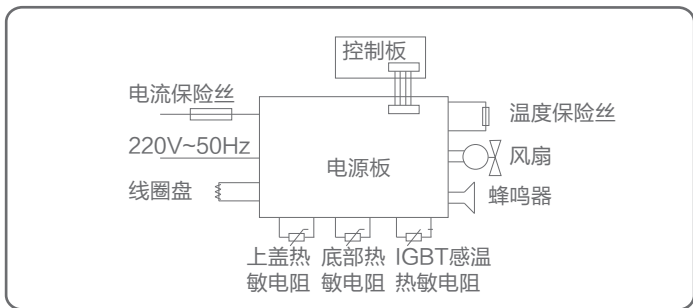 控制板
电流保险丝
220V~50Hz
线圈盘
电源板
温度保险丝
风扇
蜂鸣器
上盖热
敏电阻
底部热
敏电阻
IGBT感温
热敏电阻